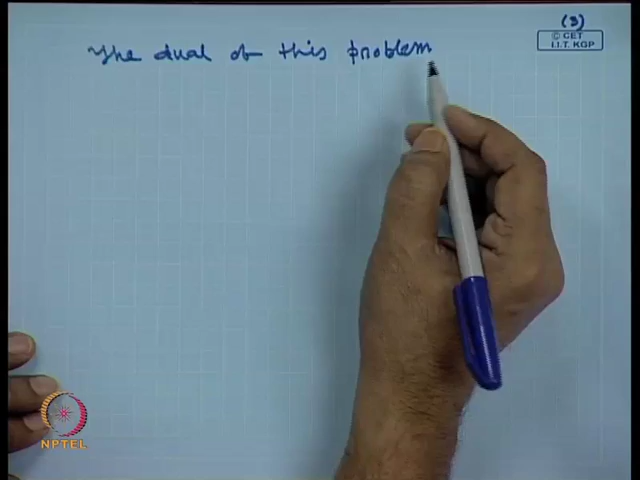 (3)
© CET
I.I.T. KGP
The dual of this problem
NPTEL